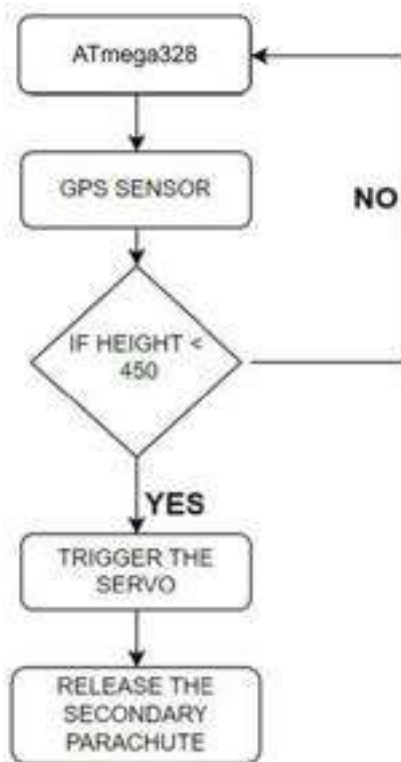 ATmega328
GPS SENSOR
NO
IF HEIGHT <
450
YES
TRIGGER THE
SERVO
RELEASE THE
SECONDARY
PARACHUTE